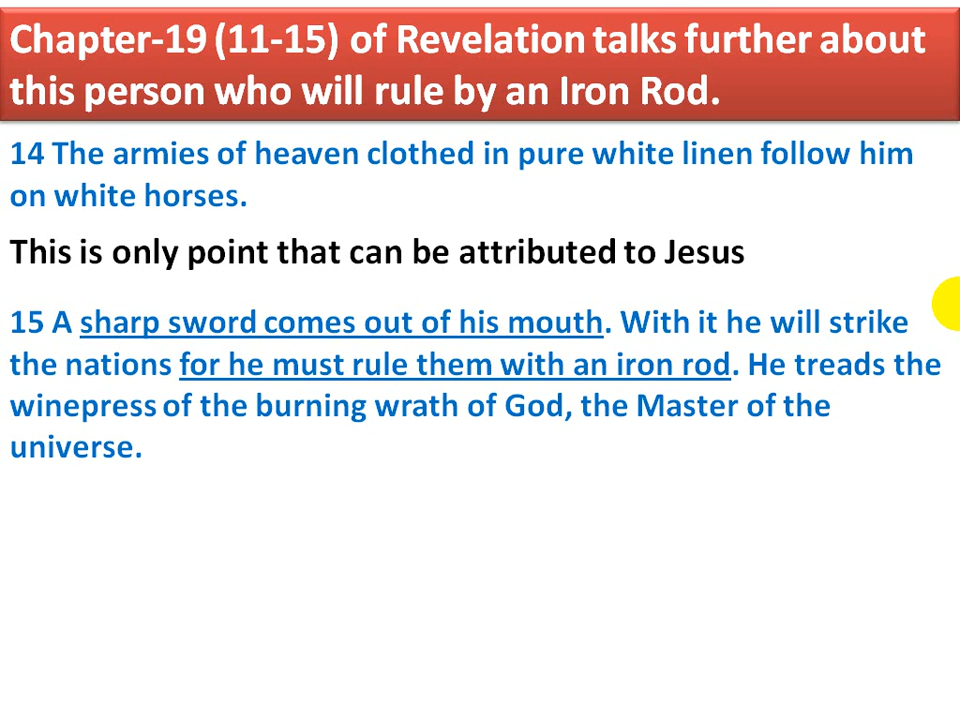 Chapter-19 (11-15) of Revelation talks further about
this person who will rule by an Iron Rod.
14 The armies of heaven clothed in pure white linen follow him
on white horses.
This is only point that can be attributed to Jesus
15 A sharp sword comes out of his mouth. With it he will strike
the nations for he must rule them with an iron rod. He treads the
winepress of the burning wrath of God, the Master of the
universe.